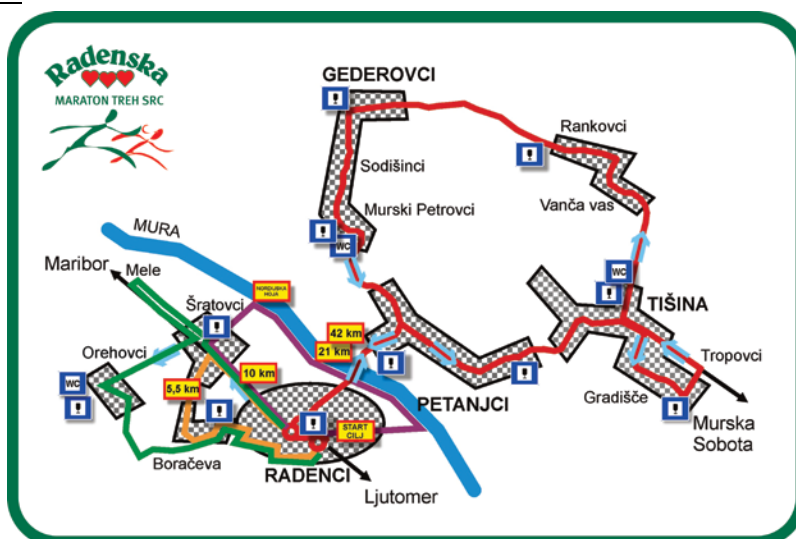 Radenska
MARATON TREH SRC
GEDEROVCI
Rankovci
Sodišinci
Vanča vas
Murski Petrovci
MURA
WC
Maribor
Mele
NORDIJSKA
HOJA
WC
TIŠINA
Šratovci
42 km
21 km
Orehovci
Tropovci
10 km
WC
5,5 km
Gradišče
PETANJCI
Murska
Sobota
START
CILJ
Boračeva
RADENCI
Ljutomer